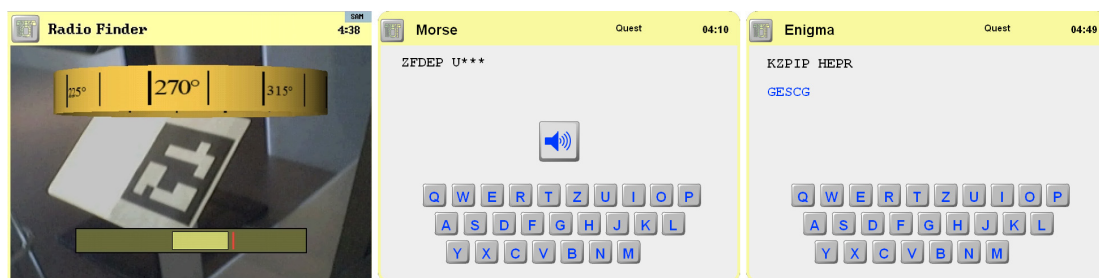 Radio Finder
SAM
4:38
225° 270° 315°
Morse Quest 04:10
ZFDEP U***
Q W E R T Z U I O P
A S D F G H J K L
Y X C V B N M
Enigma Quest 04:49
KZPIP HEPR
GESCG
Q W E R T Z U I O P
A S D F G H J K L
Y X C V B N M